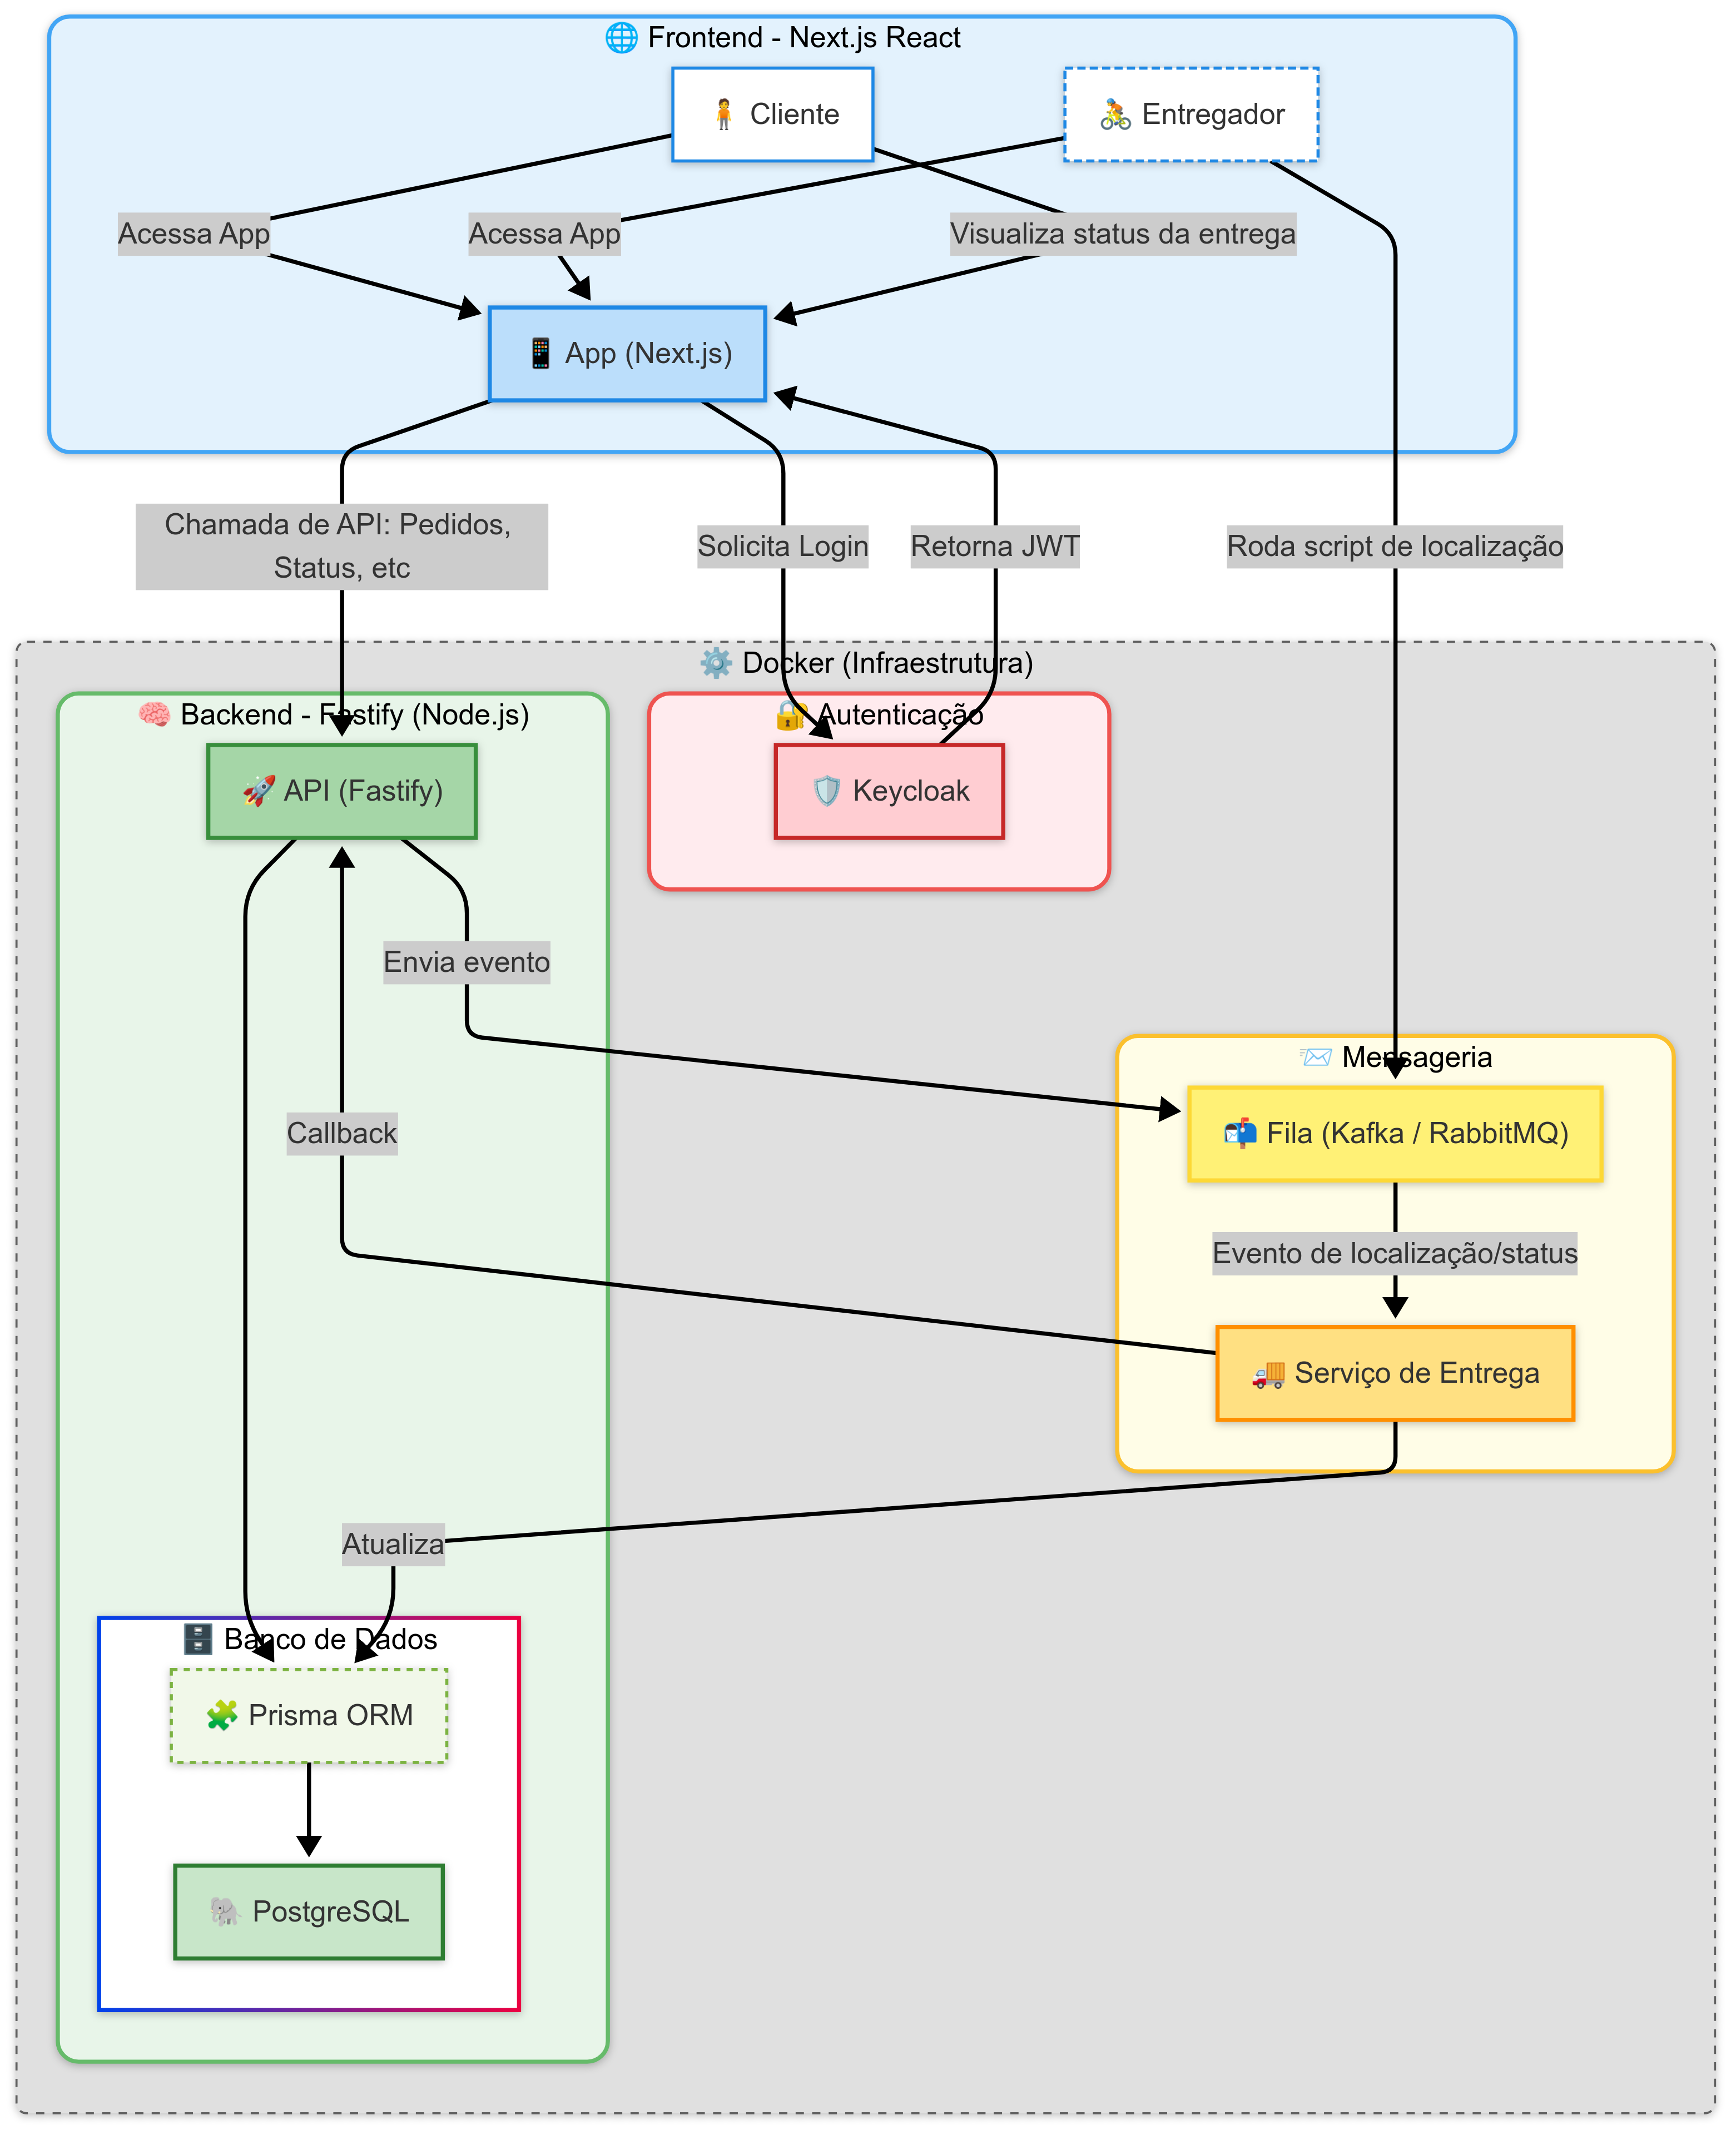 Frontend - Next.js React
Cliente
Entregador
Acessa App
Acessa App
Visualiza status da entrega
App (Next.js)
Chamada de API: Pedidos,
Status, etc
Solicita Login
Retorna JWT
Roda script de localização
Docker (Infraestrutura)
Backend - Fastify (Node.js)
Autenticação
API (Fastify)
Keycloak
Envia evento
Mensageria
Callback
Fila (Kafka / RabbitMQ)
Evento de localização/status
Serviço de Entrega
Atualiza
Banco de Dados
Prisma ORM
PostgreSQL